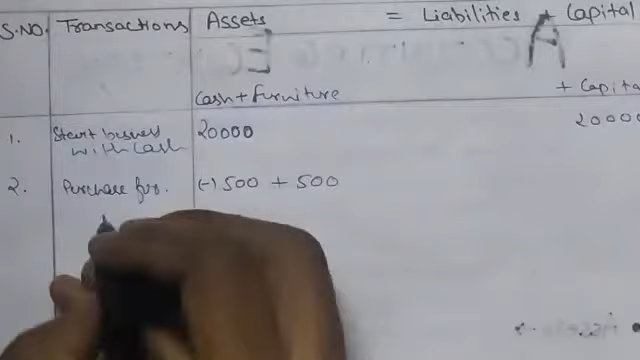 S.NO. Transactions Assets = Liabilities + Capital
Cash + Furniture + Capita
1. Start business with cash 20000 20000
2. Purchase fur. (-) 500 + 500